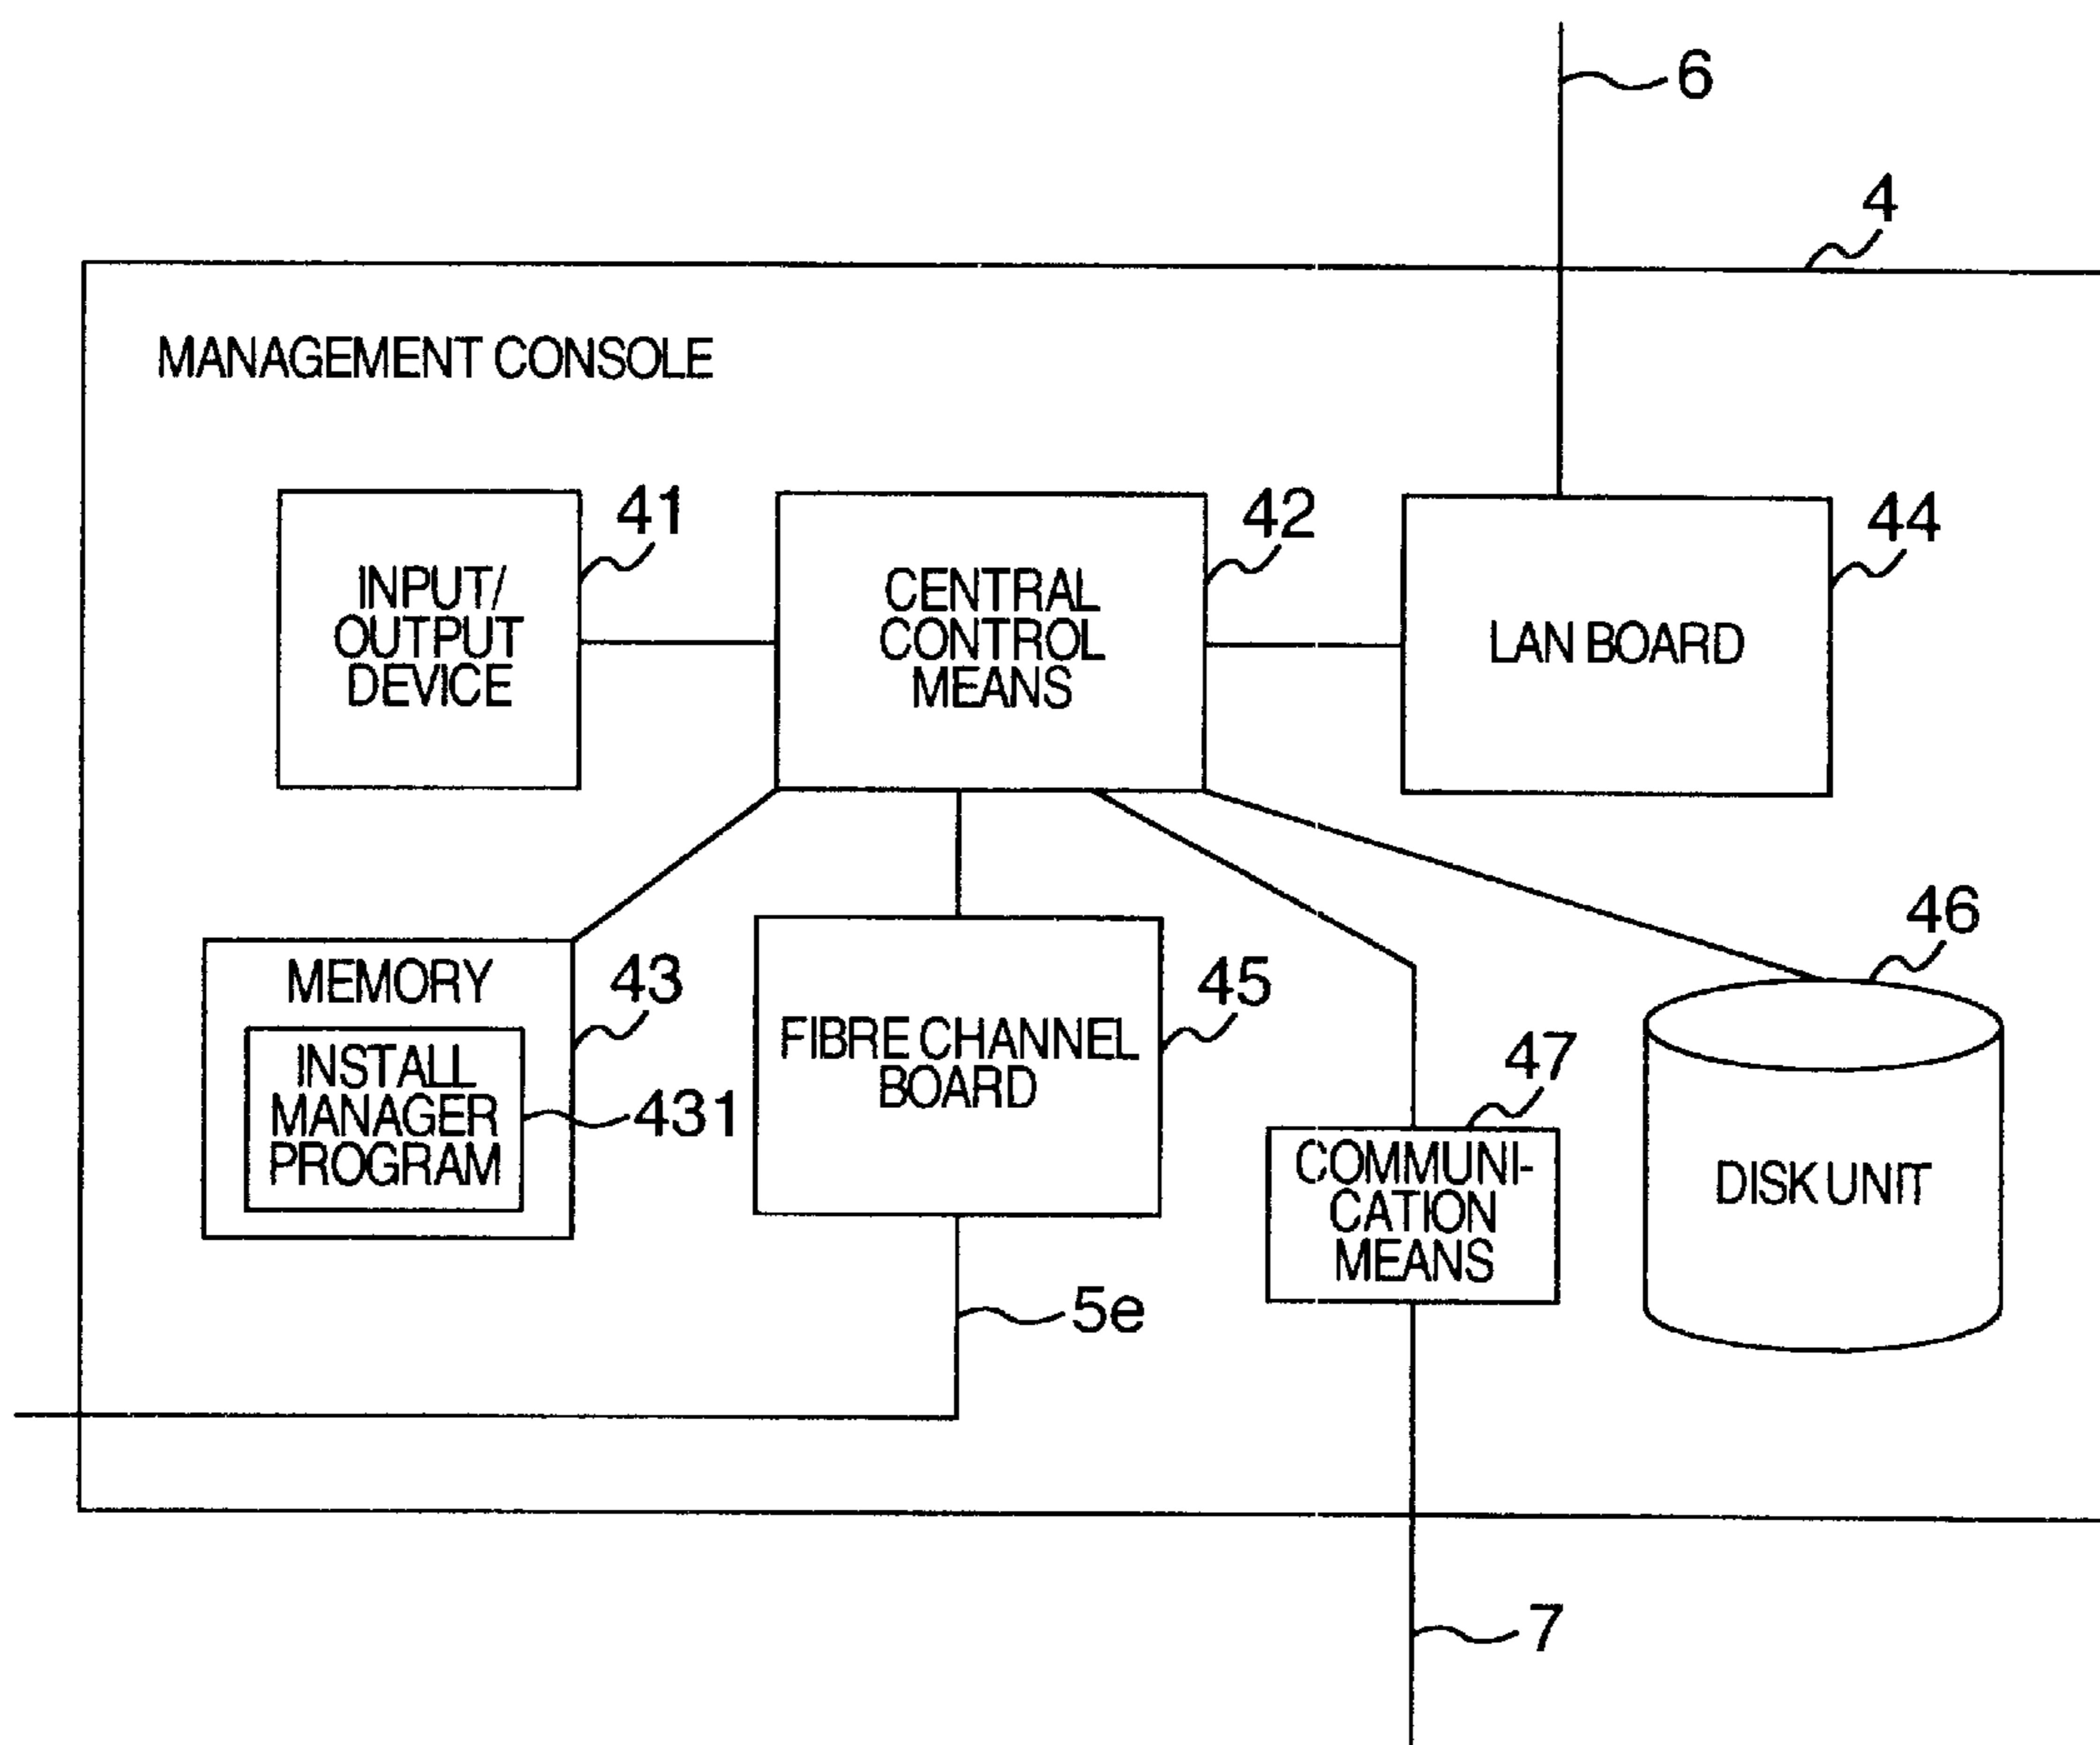 6
4
MANAGEMENT CONSOLE
41
42
44
INPUT/
OUTPUT
DEVICE
CENTRAL
CONTROL
MEANS
LAN BOARD
46
MEMORY
43
INSTALL
MANAGER
PROGRAM
431
45
FIBRE CHANNEL
BOARD
47
COMMUNI-
CATION
MEANS
DISK UNIT
5e
7